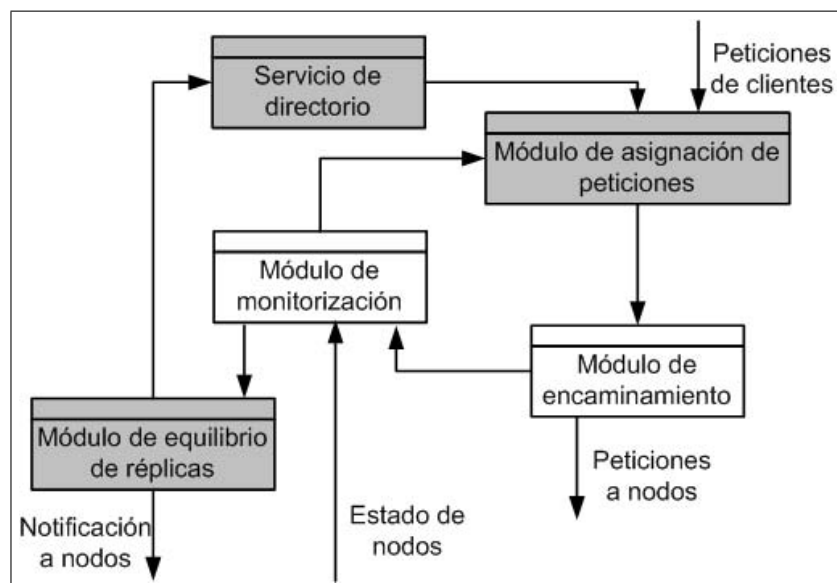 Servicio de
directorio
Peticiones
de clientes
Módulo de asignación de
peticiones
Módulo de
monitorización
Módulo de
encaminamiento
Módulo de equilibrio
de réplicas
Peticiones
a nodos
Notificación
a nodos
Estado de
nodos